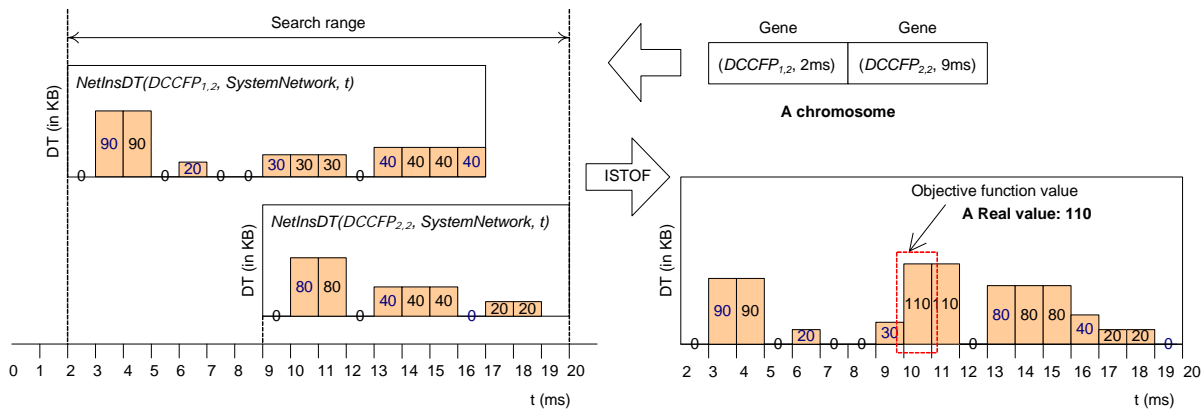 Search range
Gene Gene
(DCCFP1,2, 2ms) (DCCFP2,2, 9ms)
A chromosome
NetInsDT(DCCFP1,2, SystemNetwork, t)
DT (in KB)
0 90 90 0 20 0 0 30 30 30 0 40 40 40 40
NetInsDT(DCCFP2,2, SystemNetwork, t)
DT (in KB)
0 80 80 0 40 40 40 0 20 20 0
0 1 2 3 4 5 6 7 8 9 10 11 12 13 14 15 16 17 18 19 20
t (ms)
ISTOF
Objective function value
A Real value: 110
DT (in KB)
0 90 90 0 20 0 0 30 110 110 0 80 80 80 40 20 20 0
2 3 4 5 6 7 8 9 10 11 12 13 14 15 16 17 18 19 20
t (ms)